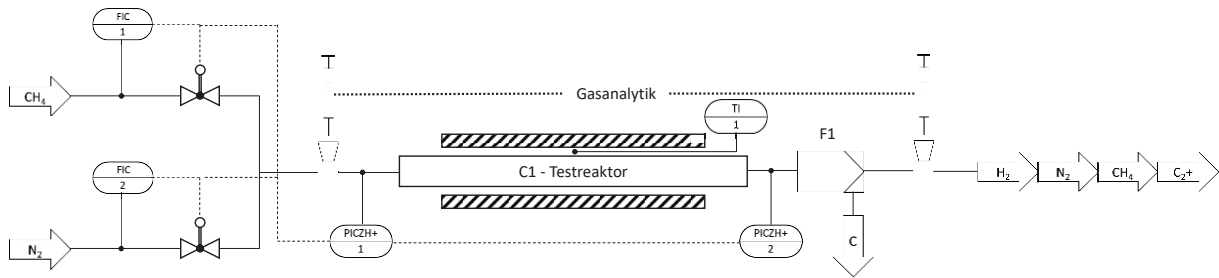 FIC
1
CH₄
FIC
2
N₂
T
T
Gasanalytik
T
T
TI
1
C1 - Testreaktor
F1
PICZH+
1
PICZH+
2
C
H₂
N₂
CH₄
C₂+